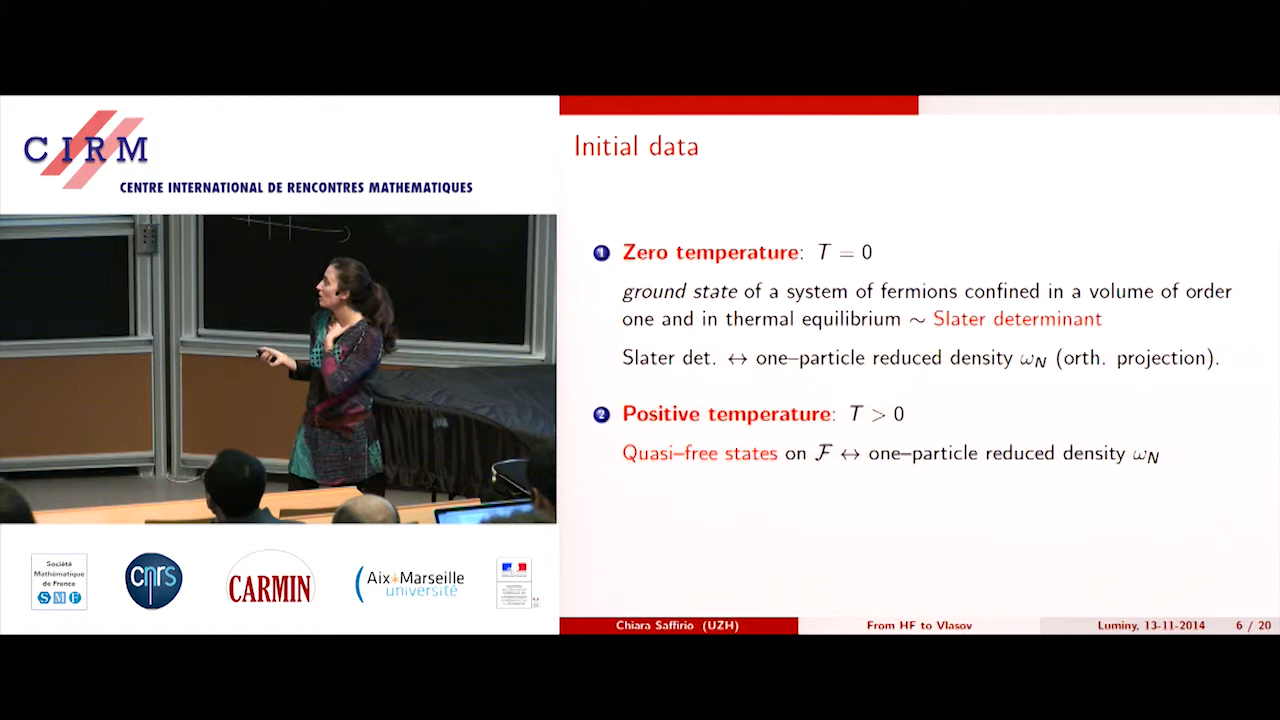 CIRM
CENTRE INTERNATIONAL DE RENCONTRES MATHEMATIQUES
Initial data
1 Zero temperature: T = 0
ground state of a system of fermions confined in a volume of order
one and in thermal equilibrium ∼ Slater determinant
Slater det. ↔ one–particle reduced density ω_N (orth. projection).
2 Positive temperature: T > 0
Quasi–free states on ℱ ↔ one–particle reduced density ω_N
Société
Mathématique
de France
SMF
cnrs
CARMIN
Aix*Marseille
université
Chiara Saffirio (UZH) From HF to Vlasov Luminy, 13-11-2014 6 / 20